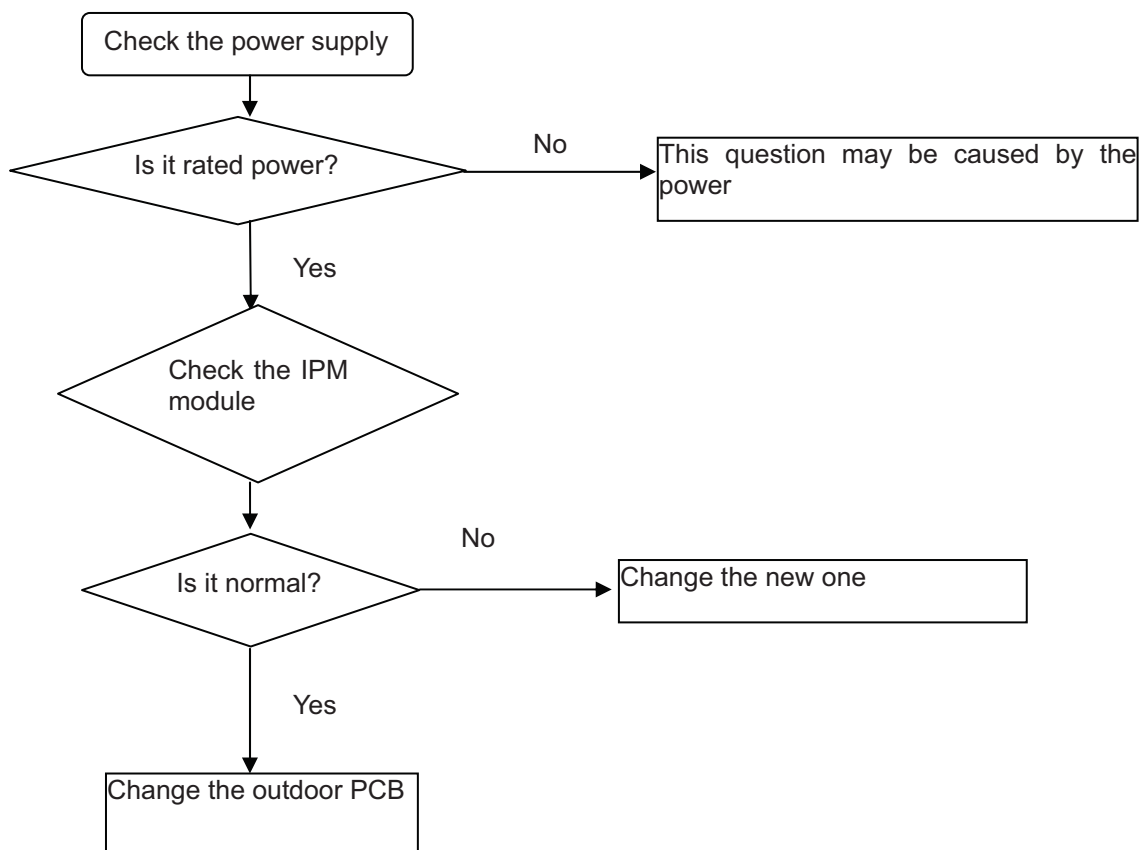 Check the power supply
Is it rated power?
No
This question may be caused by the
power
Yes
Check the IPM
module
Is it normal?
No
Change the new one
Yes
Change the outdoor PCB